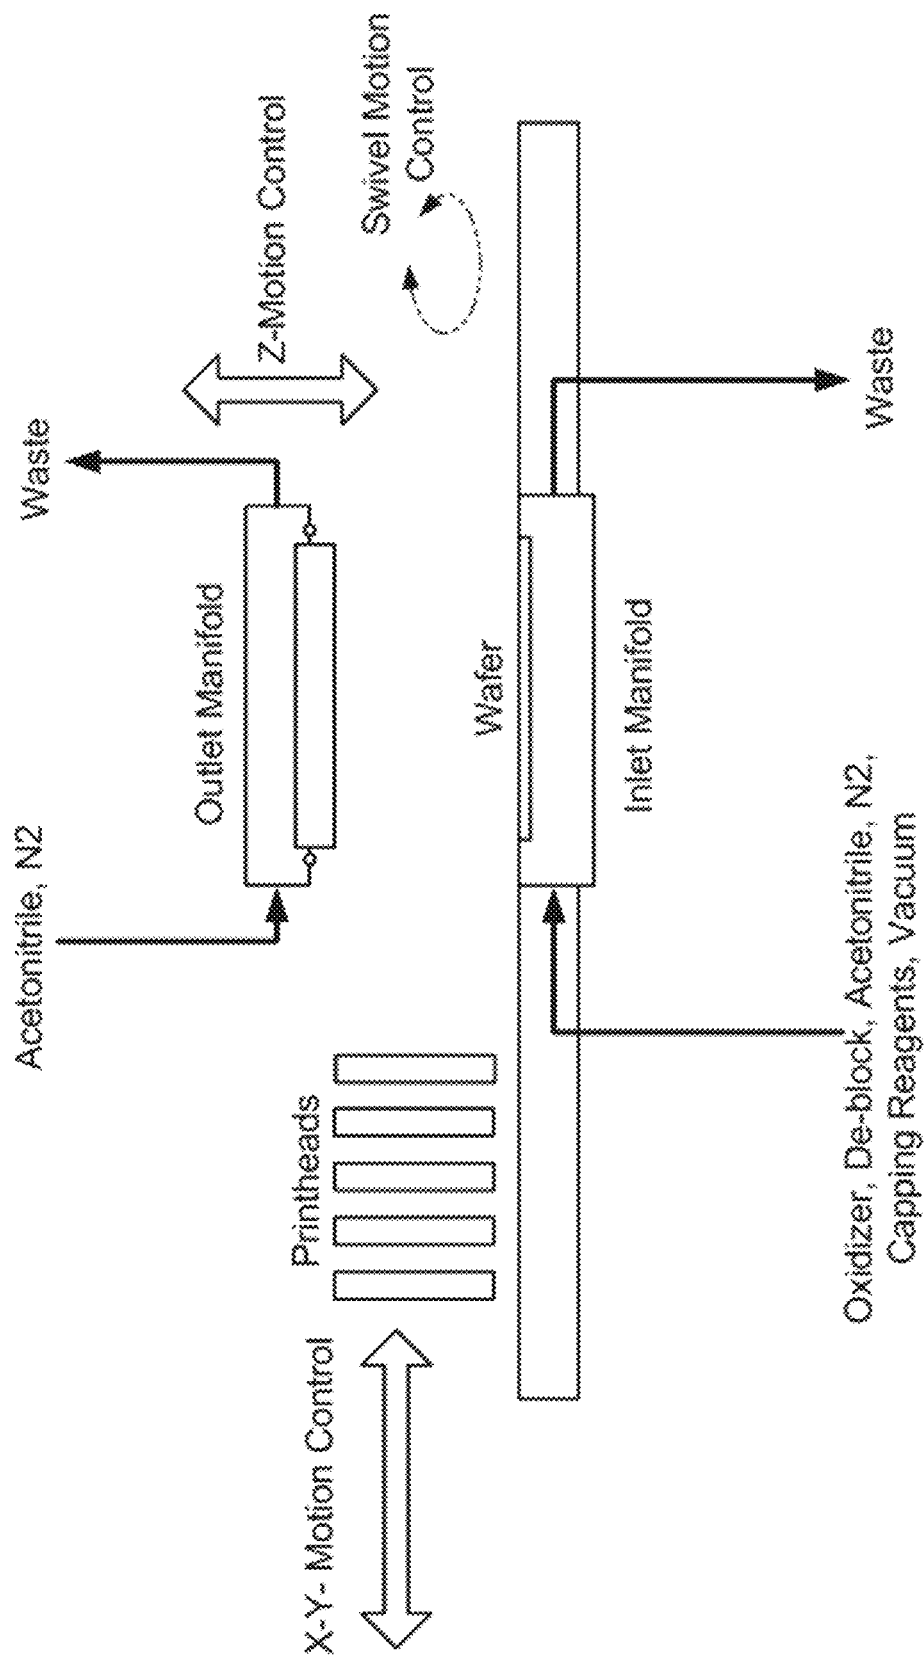 Acetonitrile, N2
Waste
Outlet Manifold
Z-Motion Control
X-Y- Motion Control
Printheads
Swivel Motion
Control
Wafer
Inlet Manifold
Oxidizer, De-block, Acetonitrile, N2,
Capping Reagents, Vacuum
Waste